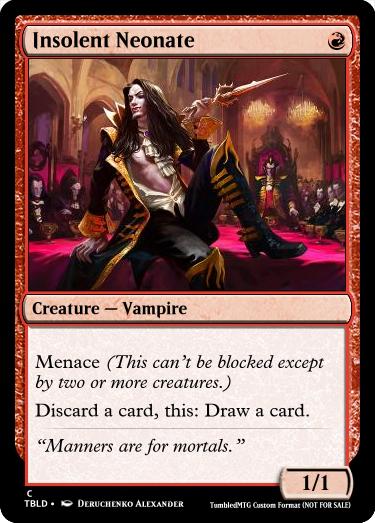 Insolent Neonate
Creature — Vampire
Menace (This can't be blocked except
by two or more creatures.)
Discard a card, this: Draw a card.
"Manners are for mortals."
1/1
C
TBLD • Deruchenko Alexander
TumbledMTG Custom Format (NOT FOR SALE)